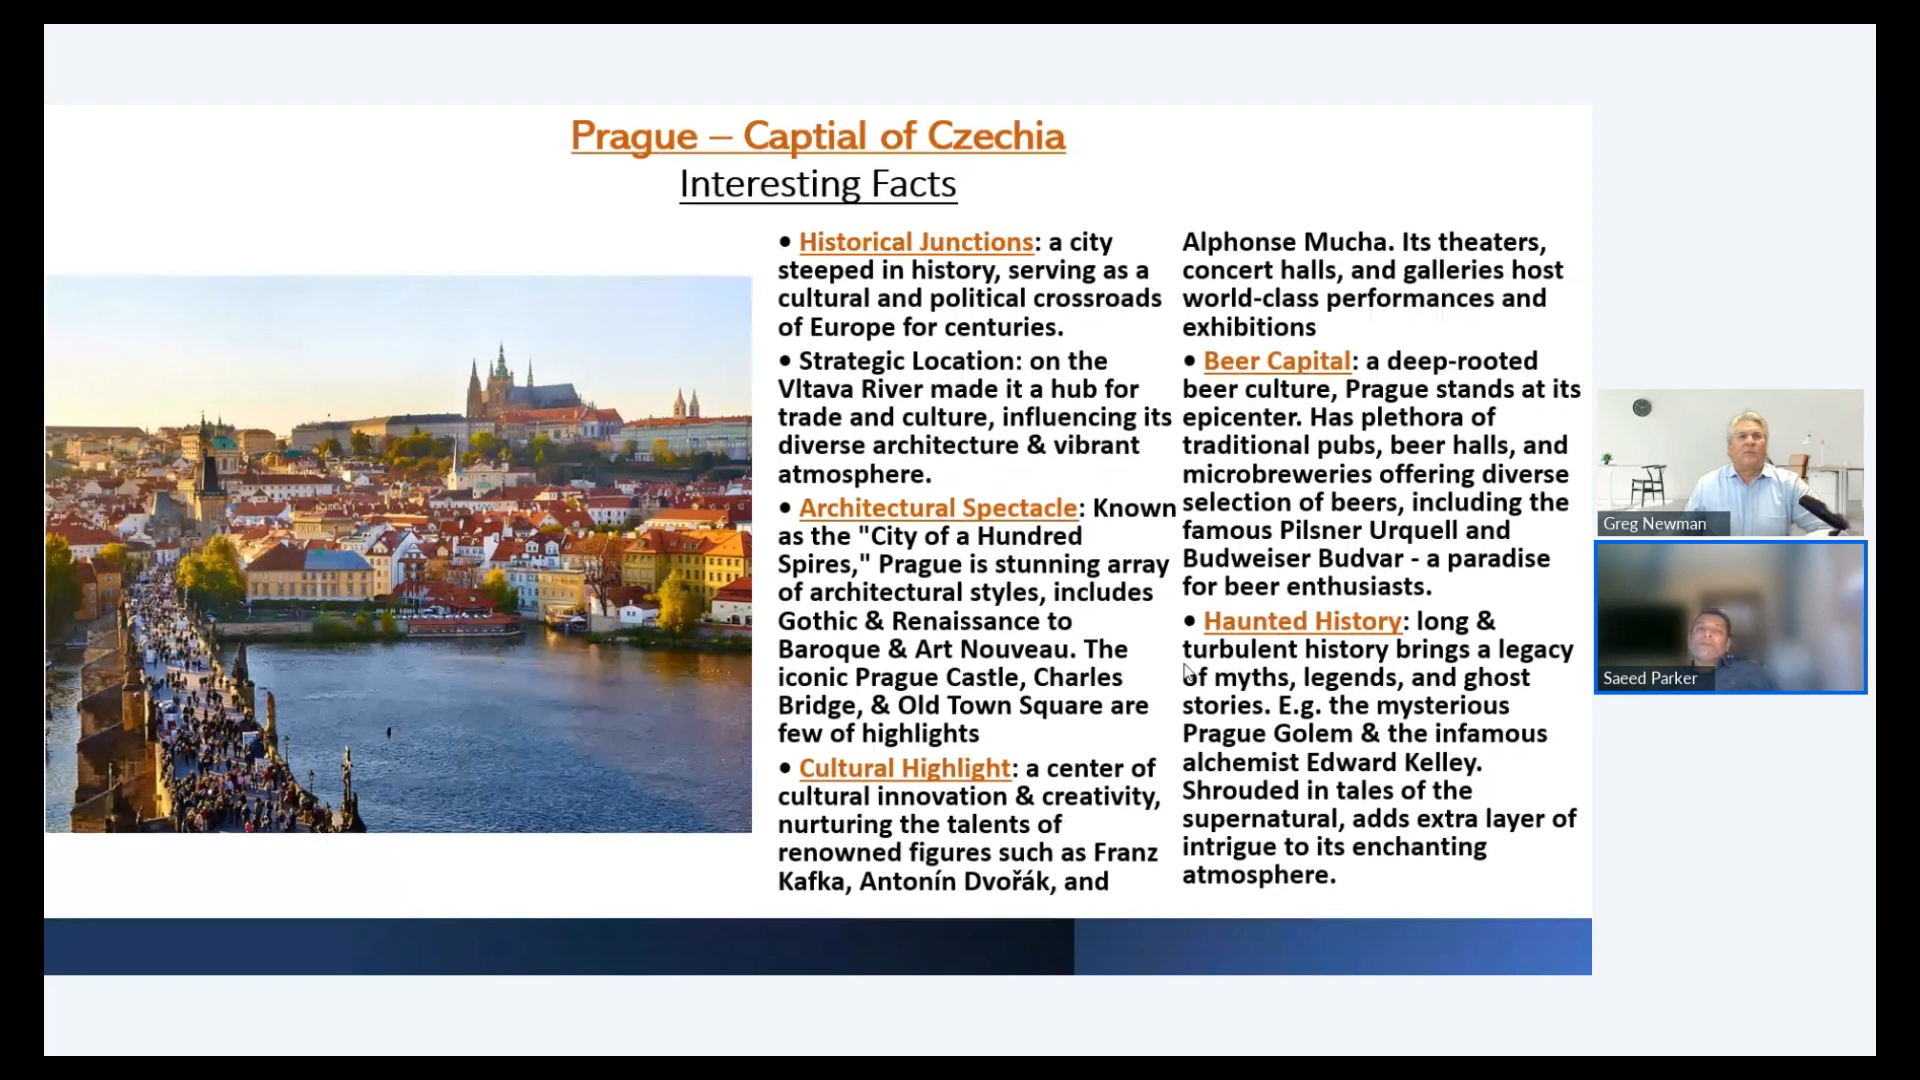 Prague – Captial of Czechia
Interesting Facts
• Historical Junctions: a city
steeped in history, serving as a
cultural and political crossroads
of Europe for centuries.
• Strategic Location: on the
Vltava River made it a hub for
trade and culture, influencing its
diverse architecture & vibrant
atmosphere.
• Architectural Spectacle: Known
as the "City of a Hundred
Spires," Prague is stunning array
of architectural styles, includes
Gothic & Renaissance to
Baroque & Art Nouveau. The
iconic Prague Castle, Charles
Bridge, & Old Town Square are
few of highlights
• Cultural Highlight: a center of
cultural innovation & creativity,
nurturing the talents of
renowned figures such as Franz
Kafka, Antonín Dvořák, and
Alphonse Mucha. Its theaters,
concert halls, and galleries host
world-class performances and
exhibitions
• Beer Capital: a deep-rooted
beer culture, Prague stands at its
epicenter. Has plethora of
traditional pubs, beer halls, and
microbreweries offering diverse
selection of beers, including the
famous Pilsner Urquell and
Budweiser Budvar - a paradise
for beer enthusiasts.
• Haunted History: long &
turbulent history brings a legacy
of myths, legends, and ghost
stories. E.g. the mysterious
Prague Golem & the infamous
alchemist Edward Kelley.
Shrouded in tales of the
supernatural, adds extra layer of
intrigue to its enchanting
atmosphere.
Greg Newman
Saeed Parker